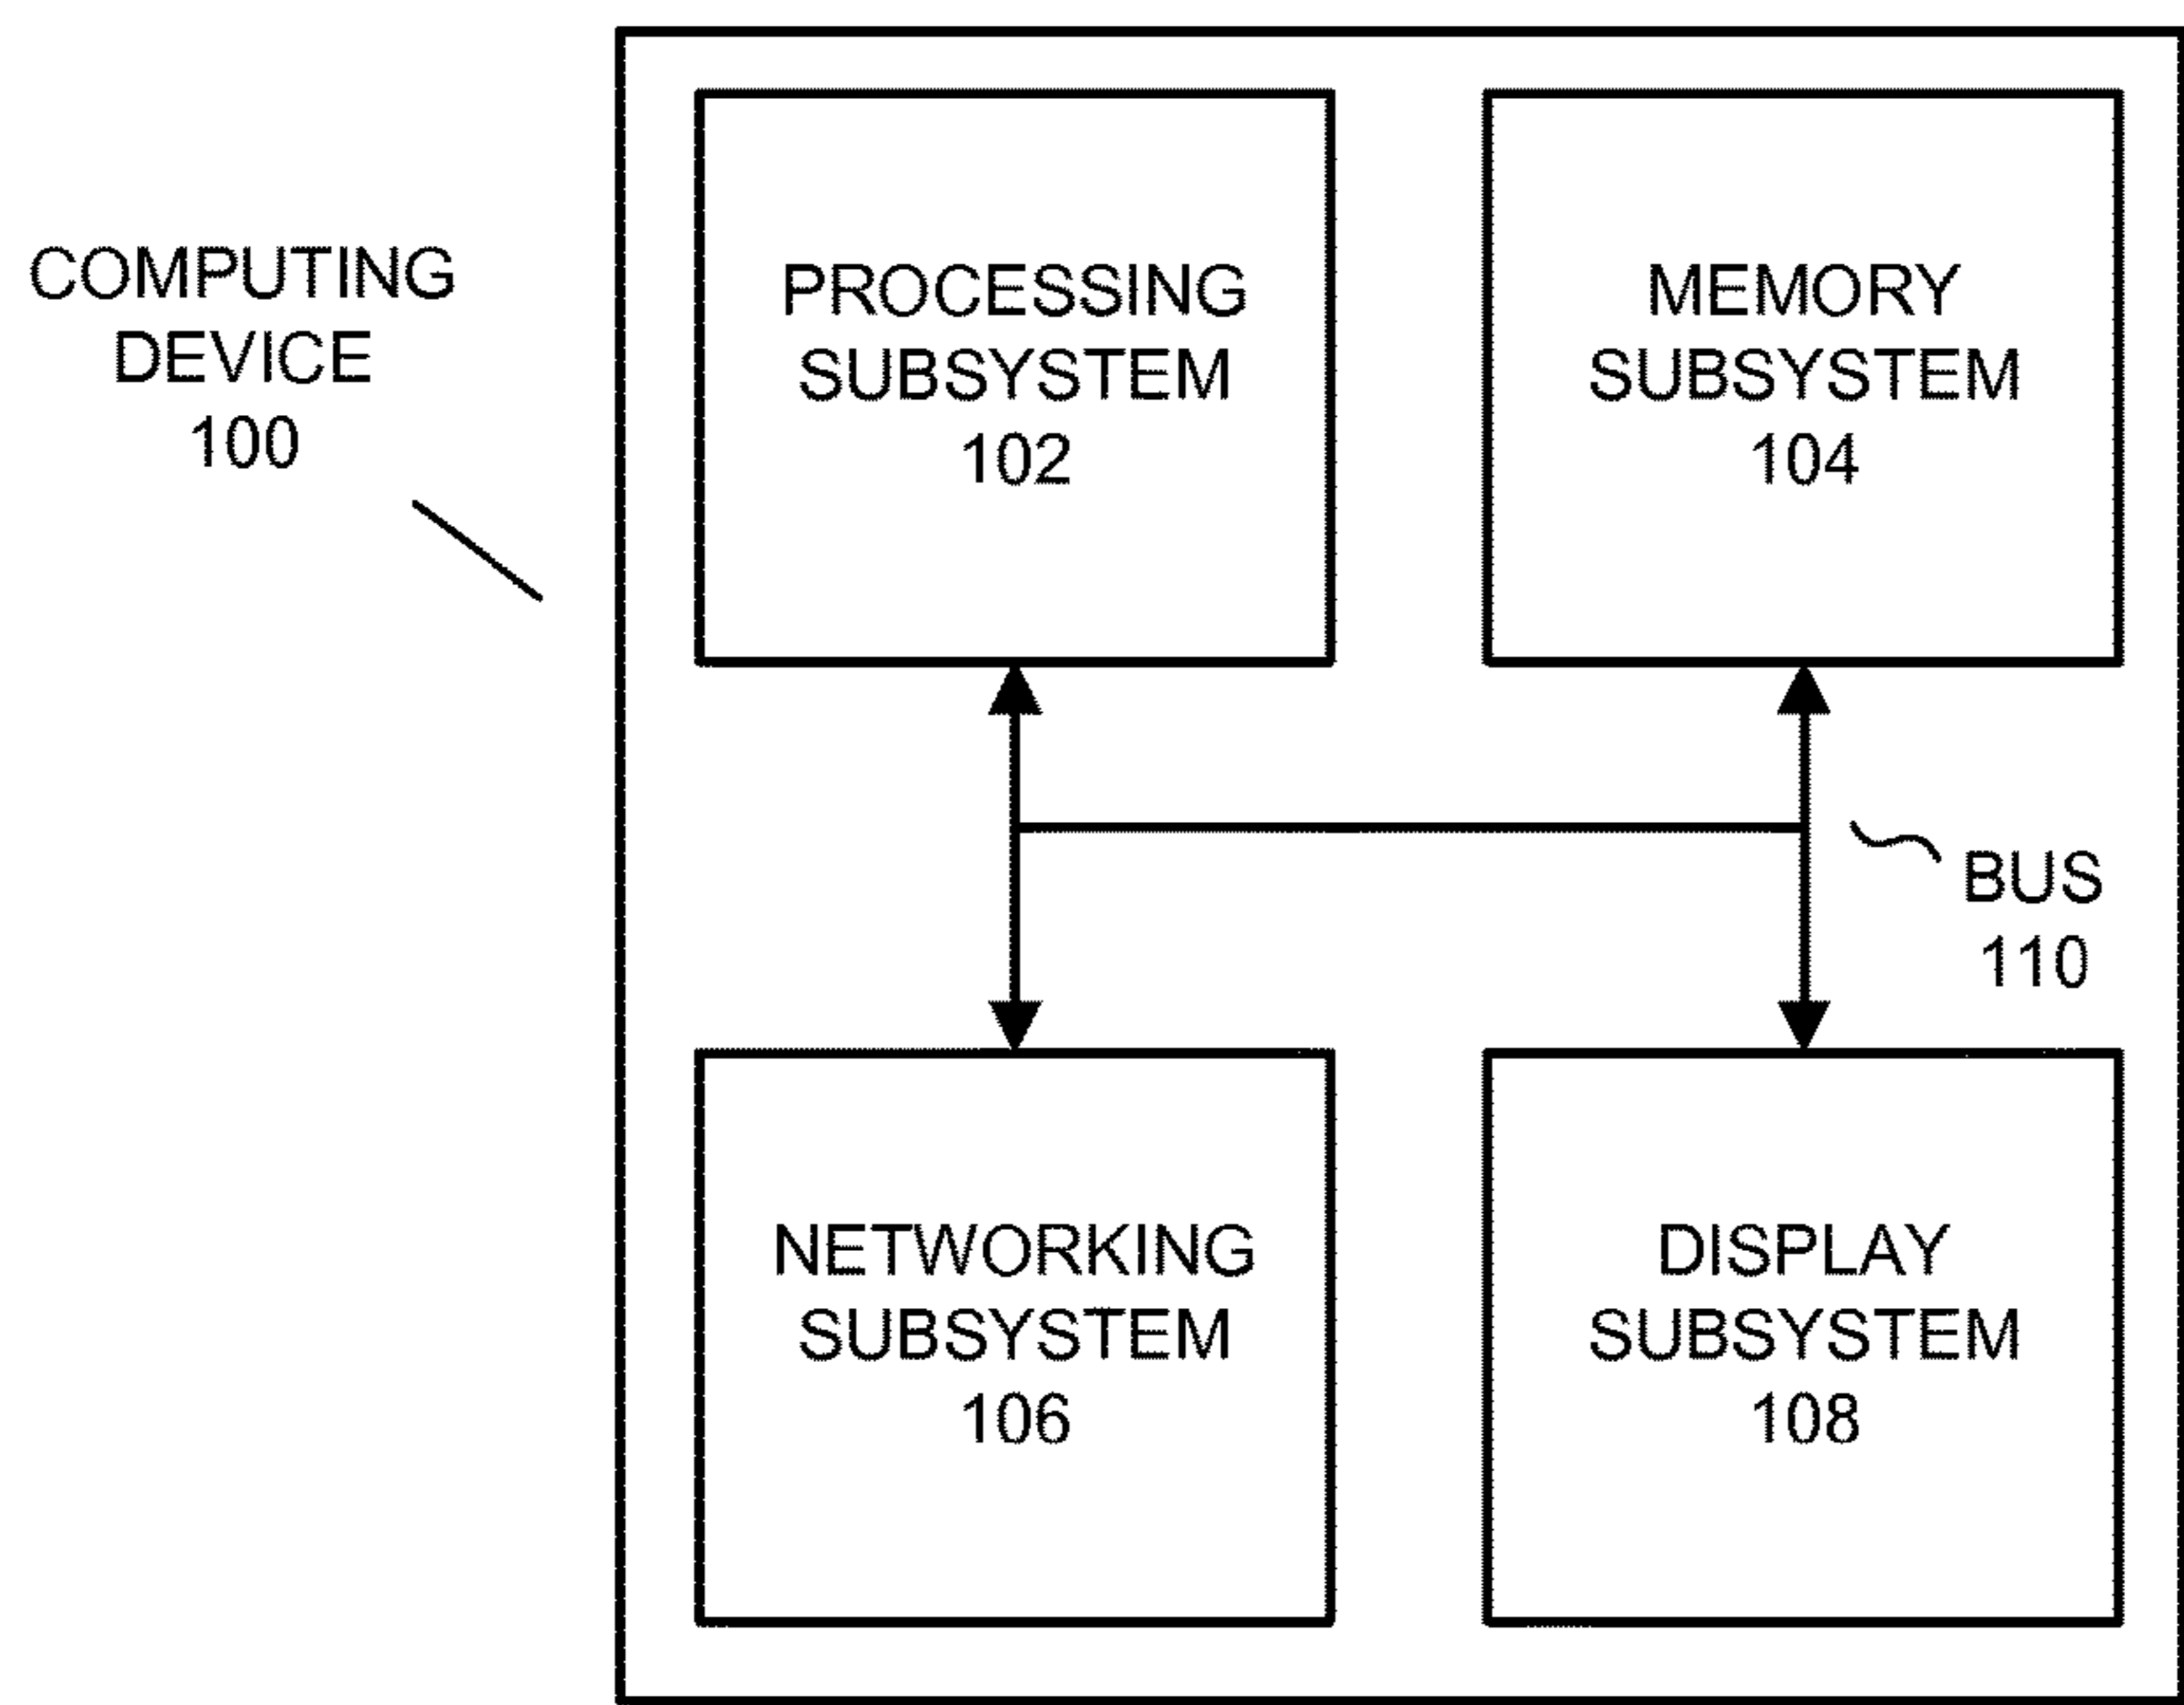 COMPUTING
DEVICE
100
PROCESSING
SUBSYSTEM
102
MEMORY
SUBSYSTEM
104
BUS
110
NETWORKING
SUBSYSTEM
106
DISPLAY
SUBSYSTEM
108